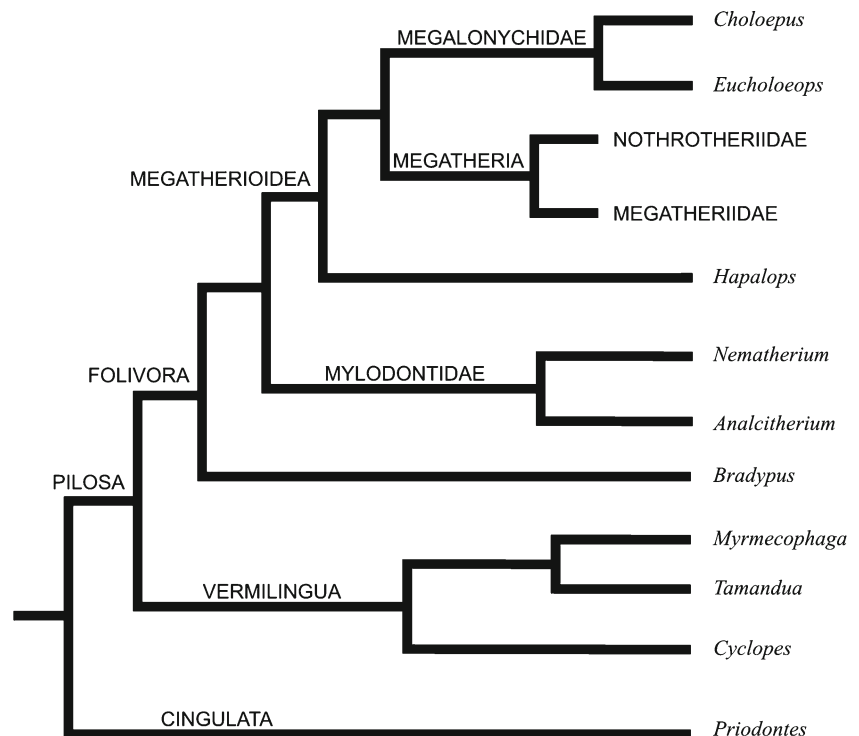 Choloepus
MEGALONYCHIDAE
Eucholoeops
NOTHROTHERIIDAE
MEGATHERIA
MEGATHERIOIDEA
MEGATHERIIDAE
Hapalops
Nematherium
FOLIVORA
MYLODONTIDAE
Analcitherium
Bradypus
PILOSA
Myrmecophaga
Tamandua
VERMILINGUA
Cyclopes
CINGULATA
Priodontes